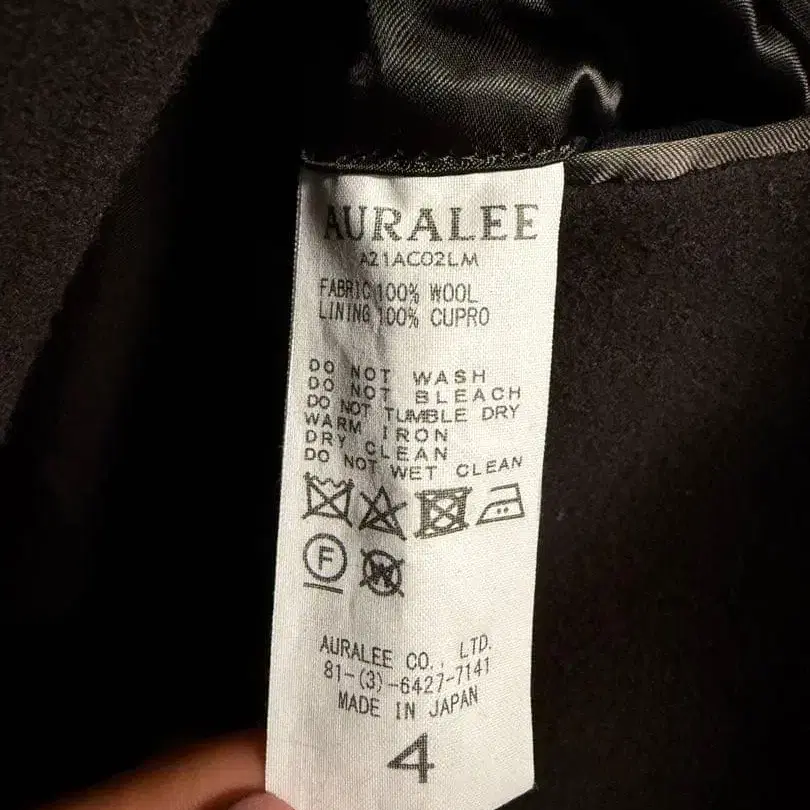 AURALEE
A21AC02LM
FABRIC 100% WOOL
LINING 100% CUPRO
DO NOT WASH
DO NOT BLEACH
DO NOT TUMBLE DRY
WARM IRON
DRY CLEAN
DO NOT WET CLEAN
F W
AURALEE CO., LTD.
81-(3)-6427-7141
MADE IN JAPAN
4